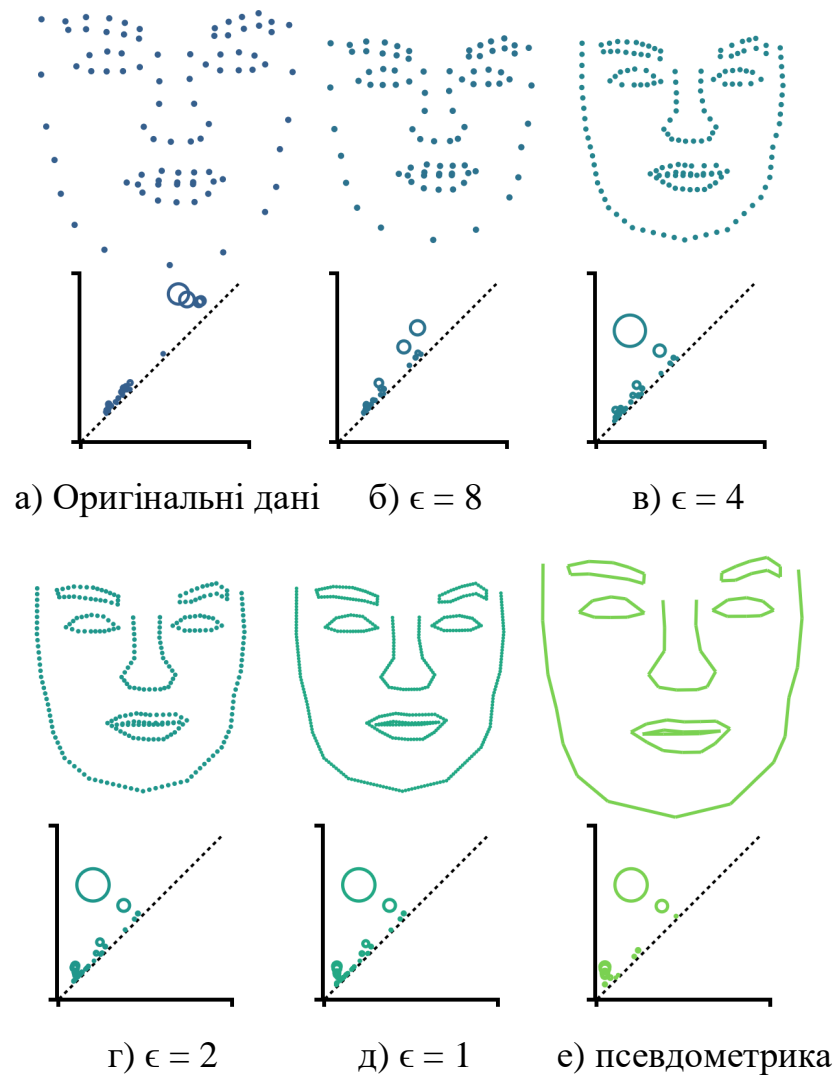 а) Оригінальні дані б) ϵ = 8 в) ϵ = 4
г) ϵ = 2 д) ϵ = 1 е) псевдометрика